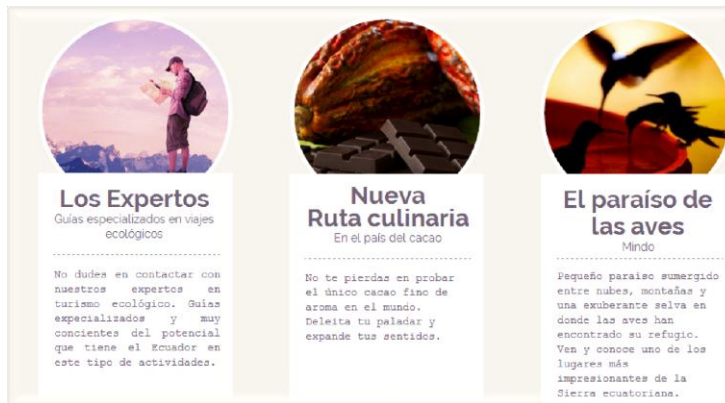 Los Expertos
Guías especializados en viajes
ecológicos
No dudes en contactar con
nuestros expertos en
turismo ecológico. Guías
expecializados y muy
concientes del potencial
que tiene el Ecuador en
este tipo de actividades.
Nueva
Ruta culinaria
En el país del cacao
No te pierdas en probar
el único cacao fino de
aroma en el mundo.
Deleita tu paladar y
expande tus sentidos.
El paraíso de
las aves
Mindo
Pequeño paraiso sumergido
entre nubes, montañas y
una exuberante selva en
donde las aves han
encontrado su refugio.
Ven y conoce uno de los
lugares más
impresionantes de la
Sierra ecuatoriana.